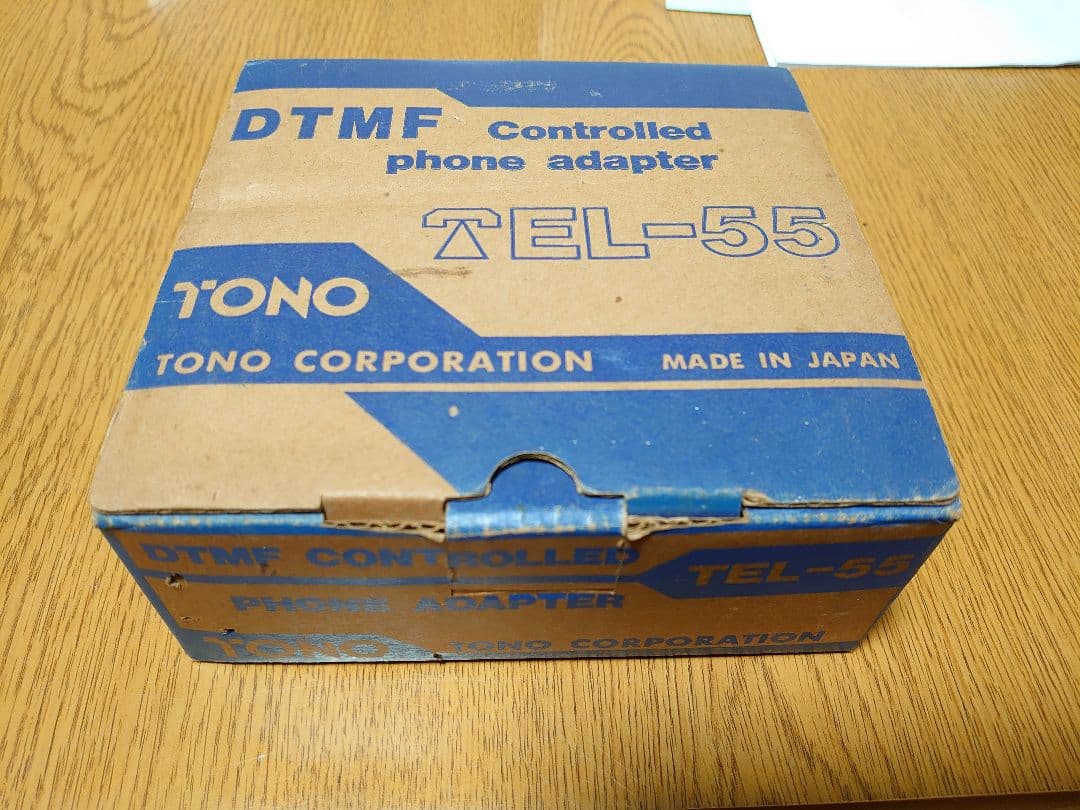 DTMF Controlled
phone adapter
TEL-55
TONO
TONO CORPORATION MADE IN JAPAN
DTMF CONTROLLED
TEL-55
PHONE ADAPTER
TONO TONO CORPORATION